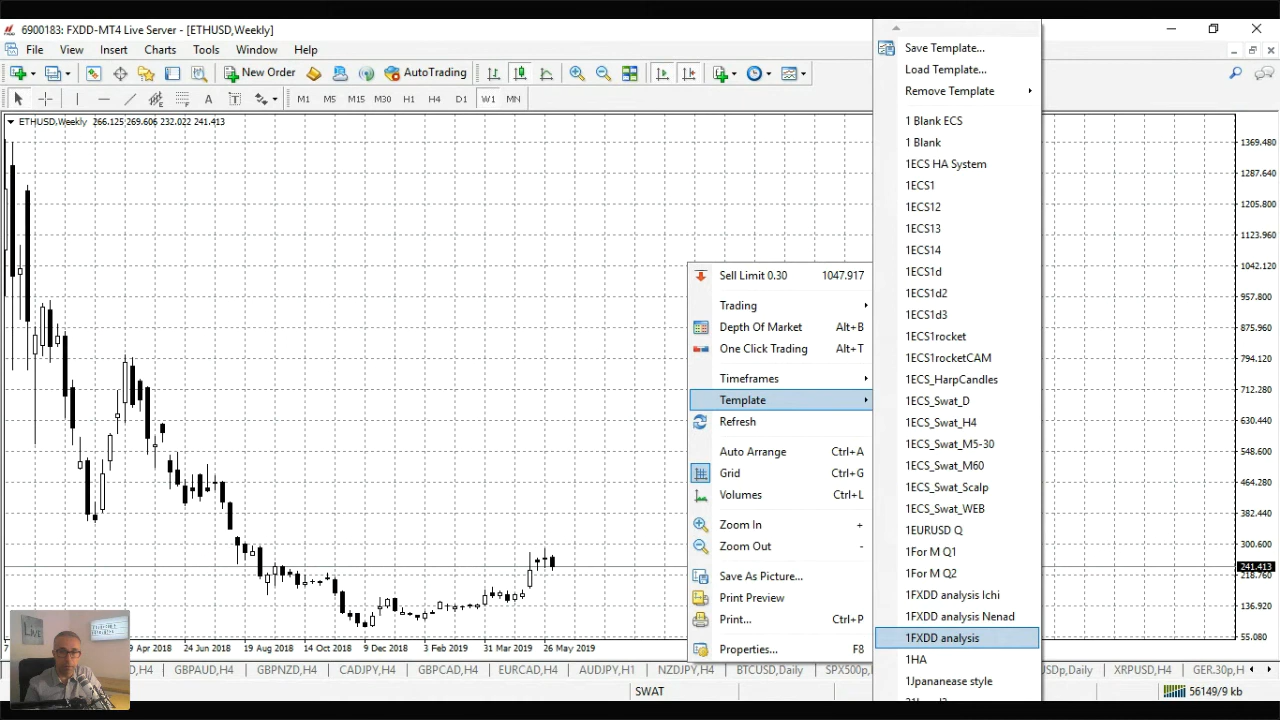 6900183: FXDD-MT4 Live Server - [ETHUSD,Weekly]
File View Insert Charts Tools Window Help
New Order AutoTrading
M1 M5 M15 M30 H1 H4 D1 W1 MN
ETHUSD,Weekly 266.125 269.606 232.022 241.413
1369.480
1287.640
1205.800
1123.960
1042.120
957.800
875.960
794.120
712.280
630.440
548.600
464.280
382.440
300.600
241.413
218.760
136.920
55.080
Sell Limit 0.30 1047.917
Trading
Depth Of Market Alt+B
One Click Trading Alt+T
Timeframes
Template
Refresh
Auto Arrange Ctrl+A
Grid Ctrl+G
Volumes Ctrl+L
Zoom In +
Zoom Out -
Save As Picture...
Print Preview
Print... Ctrl+P
Properties... F8
Save Template...
Load Template...
Remove Template
1 Blank ECS
1 Blank
1ECS HA System
1ECS1
1ECS12
1ECS13
1ECS14
1ECS1d
1ECS1d2
1ECS1d3
1ECS1rocket
1ECS1rocketCAM
1ECS_HarpCandles
1ECS_Swat_D
1ECS_Swat_H4
1ECS_Swat_M5-30
1ECS_Swat_M60
1ECS_Swat_Scalp
1ECS_Swat_WEB
1EURUSD Q
1For M Q1
1For M Q2
1FXDD analysis Ichi
1FXDD analysis Nenad
1FXDD analysis
1HA
1Jpananease style
9 Apr 2018 24 Jun 2018 19 Aug 2018 14 Oct 2018 9 Dec 2018 3 Feb 2019 31 Mar 2019 26 May 2019
GBPAUD,H4 GBPNZD,H4 CADJPY,H4 GBPCAD,H4 EURCAD,H4 AUDJPY,H1 NZDJPY,H4 BTCUSD,Daily SPX500p, XRPUSD,H4 GER.30p,H
SWAT 56149/9 kb